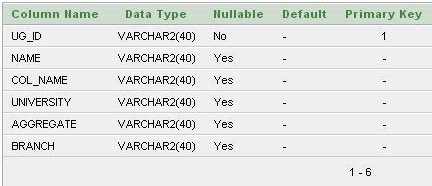 Column Name Data Type Nullable Default Primary Key
UG_ID VARCHAR2(40) No - 1
NAME VARCHAR2(40) Yes - -
COL_NAME VARCHAR2(40) Yes - -
UNIVERSITY VARCHAR2(40) Yes - -
AGGREGATE VARCHAR2(40) Yes - -
BRANCH VARCHAR2(40) Yes - -
1 - 6